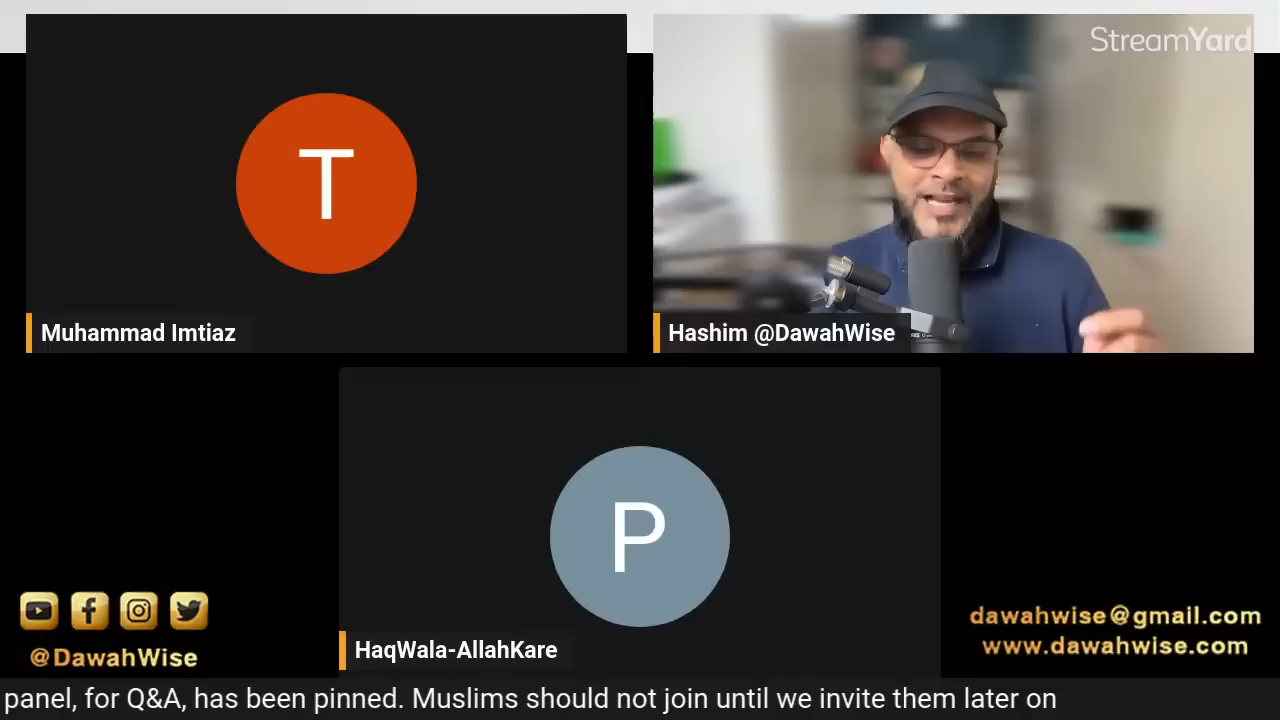 StreamYard
T
Muhammad Imtiaz
Hashim @DawahWise
P
HaqWala-AllahKare
@DawahWise
dawahwise@gmail.com
www.dawahwise.com
panel, for Q&A, has been pinned. Muslims should not join until we invite them later on